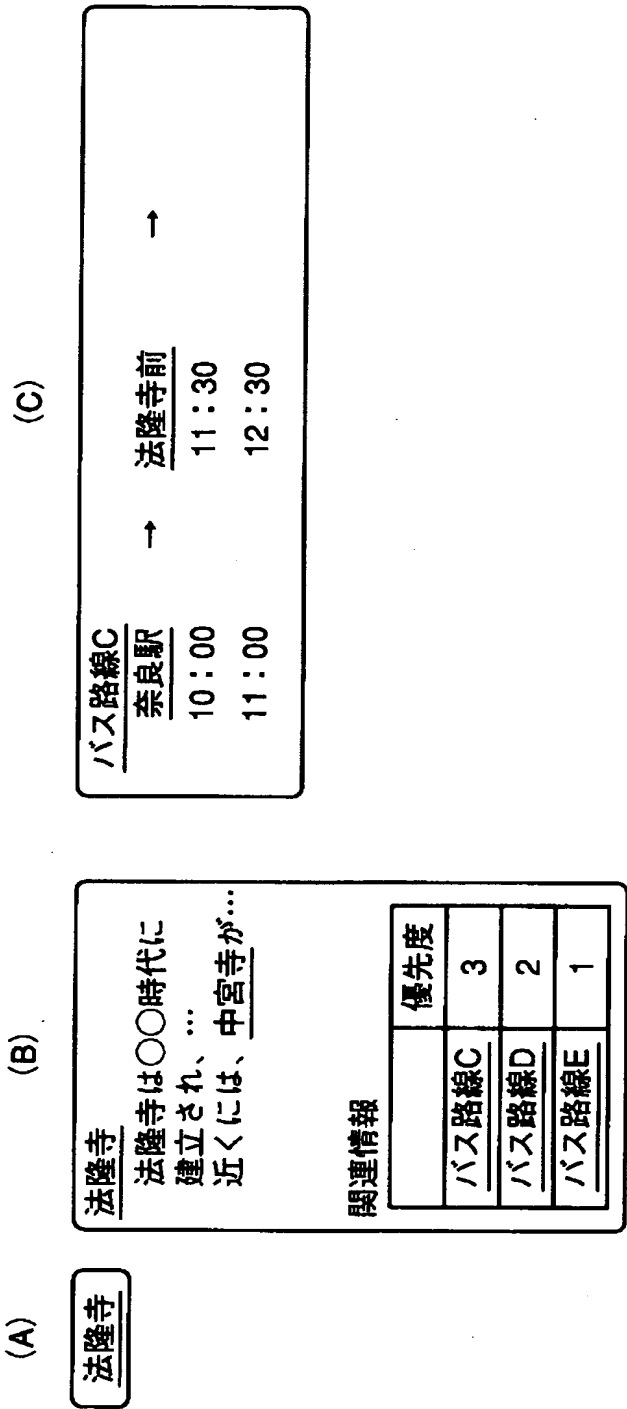 (A)
法隆寺
(B)
法隆寺
法隆寺は○○時代に
建立され、…
近くには、中宮寺が…
関連情報
優先度
バス路線C 3
バス路線D 2
バス路線E 1
(C)
バス路線C
奈良駅 → 法隆寺前 →
10:00 11:30
11:00 12:30